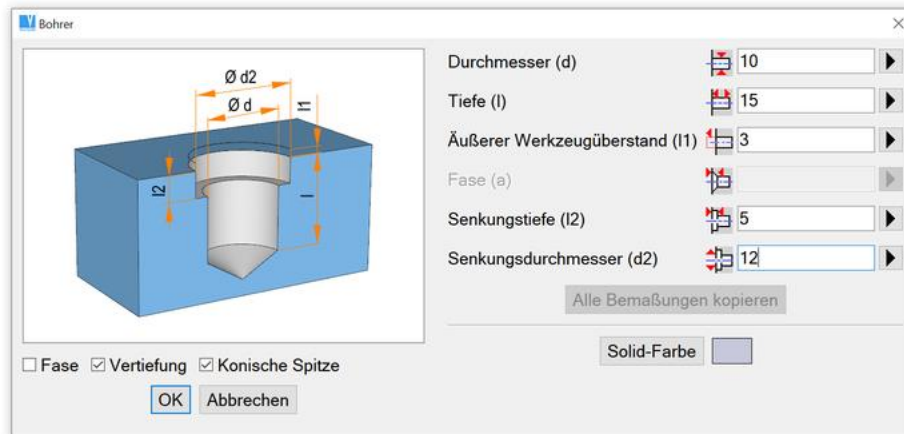 Bohrer
Ø d2
Ø d
l1
l2
l
Durchmesser (d)
10
Tiefe (l)
15
Äußerer Werkzeugüberstand (l1)
3
Fase (a)
Senkungstiefe (l2)
5
Senkungsdurchmesser (d2)
12
Alle Bemaßungen kopieren
Solid-Farbe
Fase
Vertiefung
Konische Spitze
OK
Abbrechen